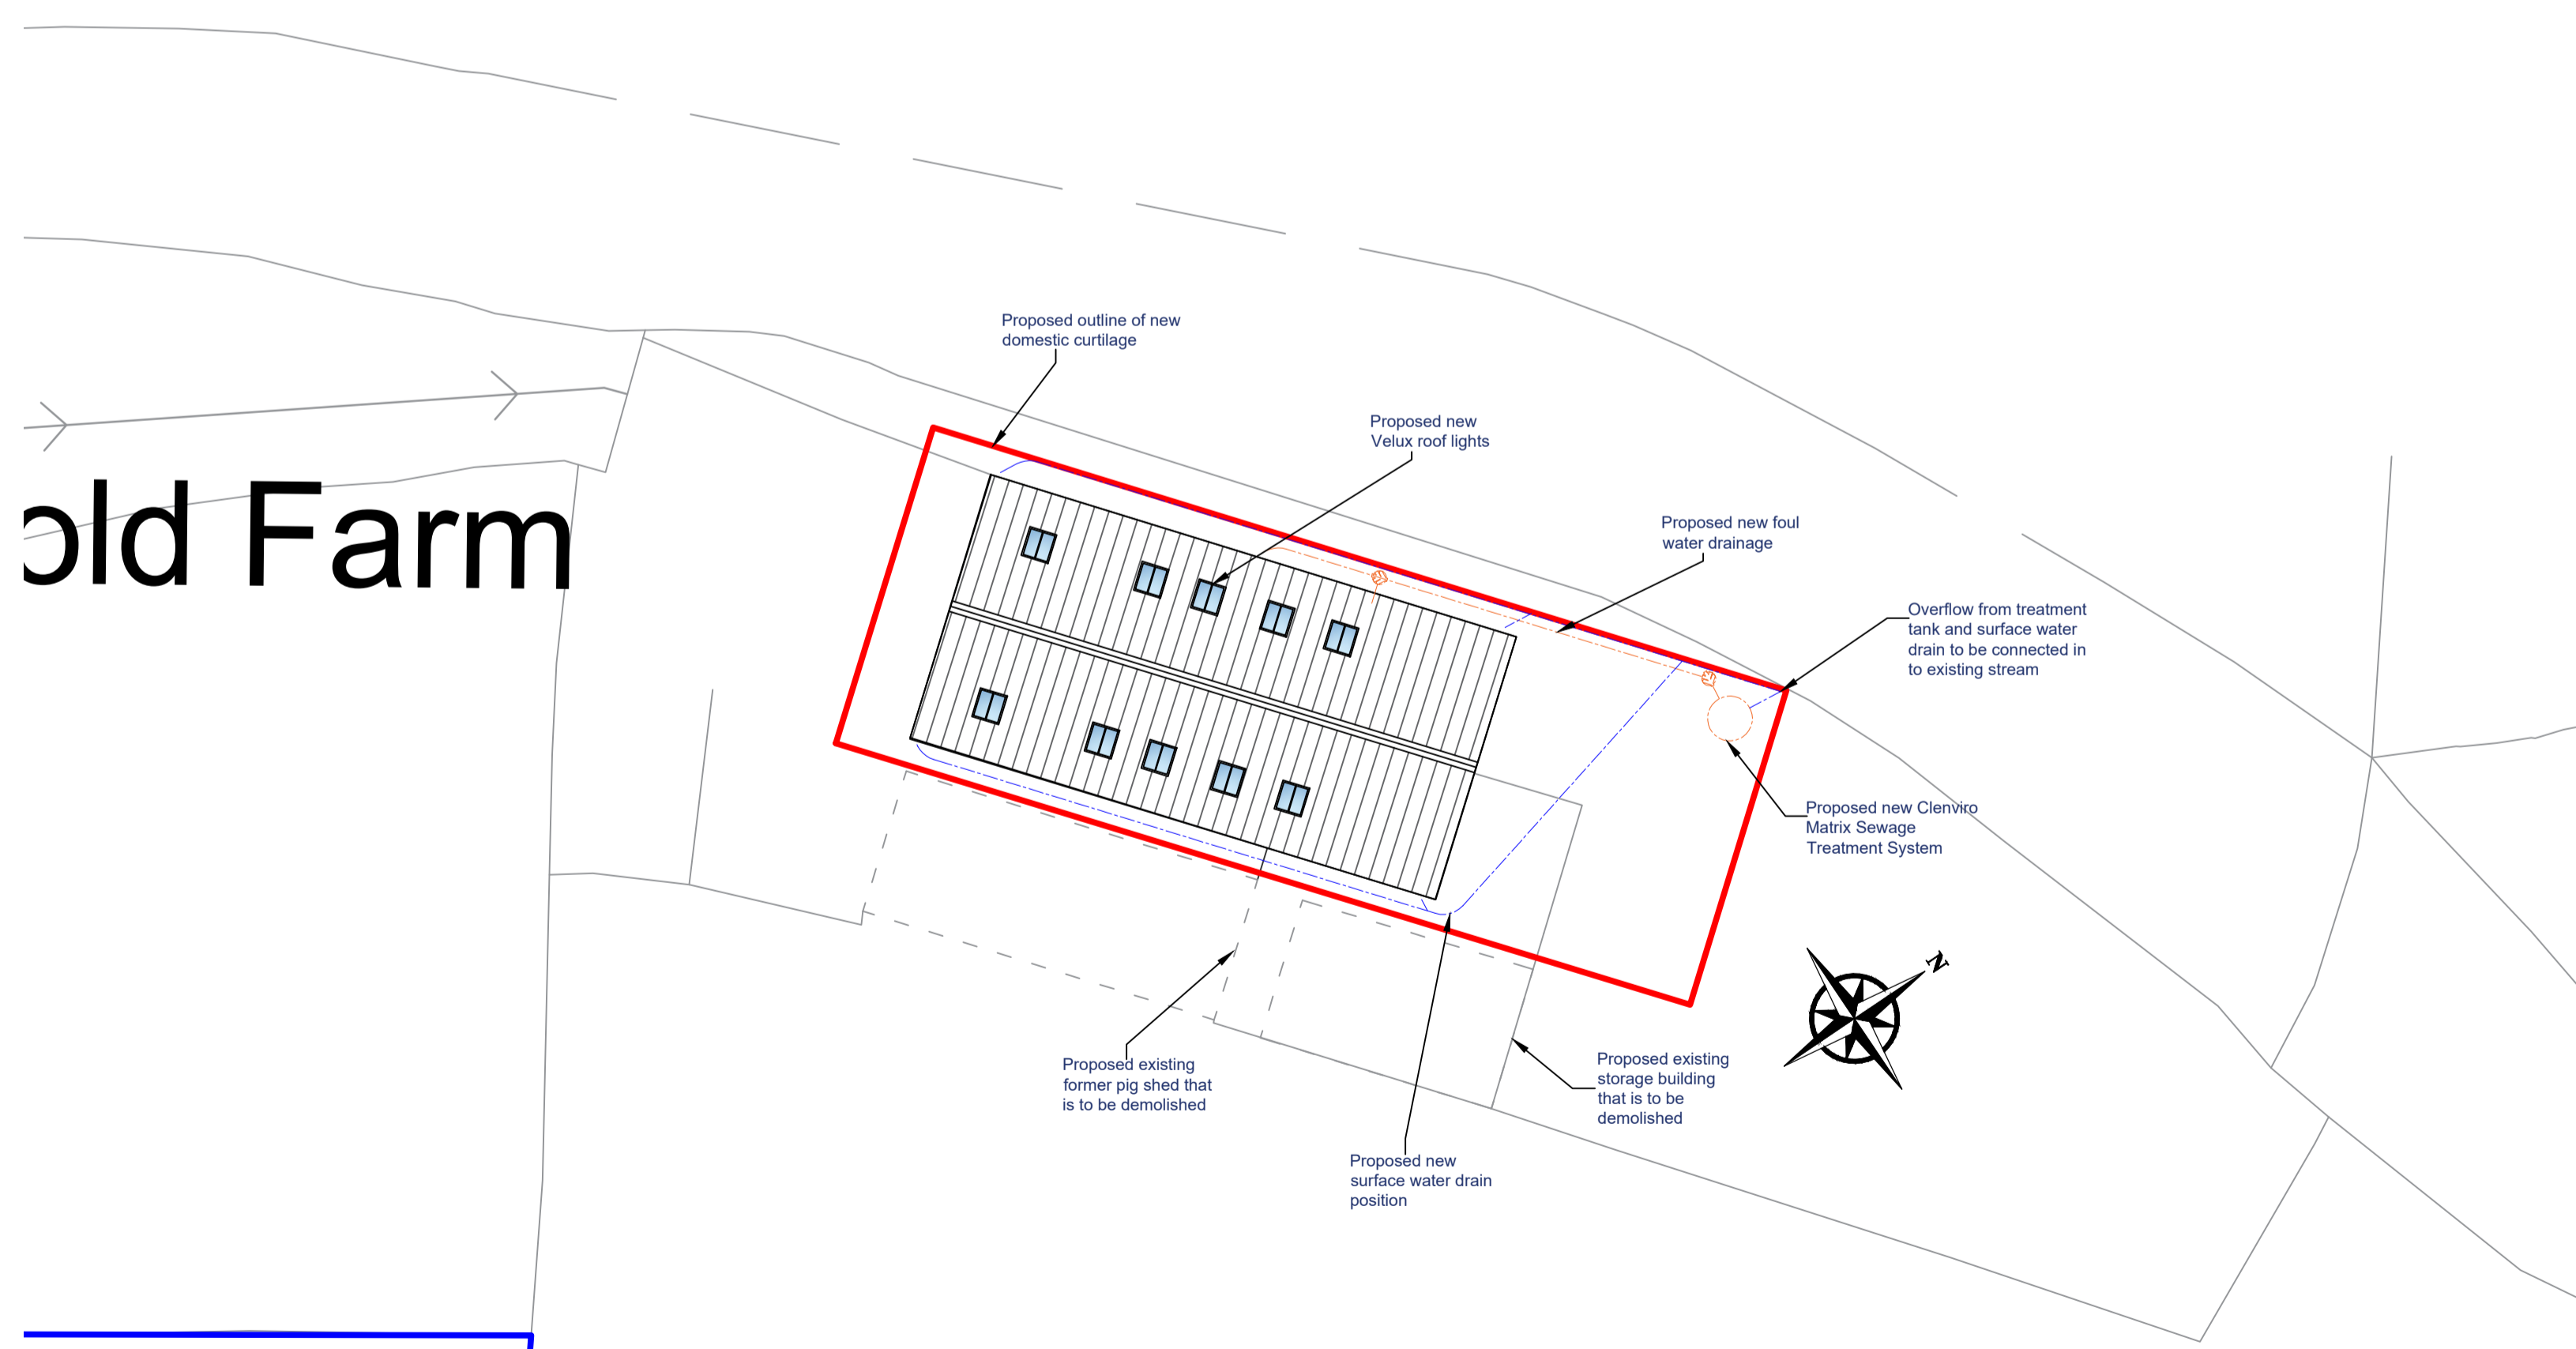 Proposed outline of new
domestic curtilage
Proposed new
Velux roof lights
old Farm
Proposed new foul
water drainage
Overflow from treatment
tank and surface water
drain to be connected in
to existing stream
Proposed new Clenviro
Matrix Sewage
Treatment System
N
Proposed existing
former pig shed that
is to be demolished
Proposed existing
storage building
that is to be
demolished
Proposed new
surface water drain
position